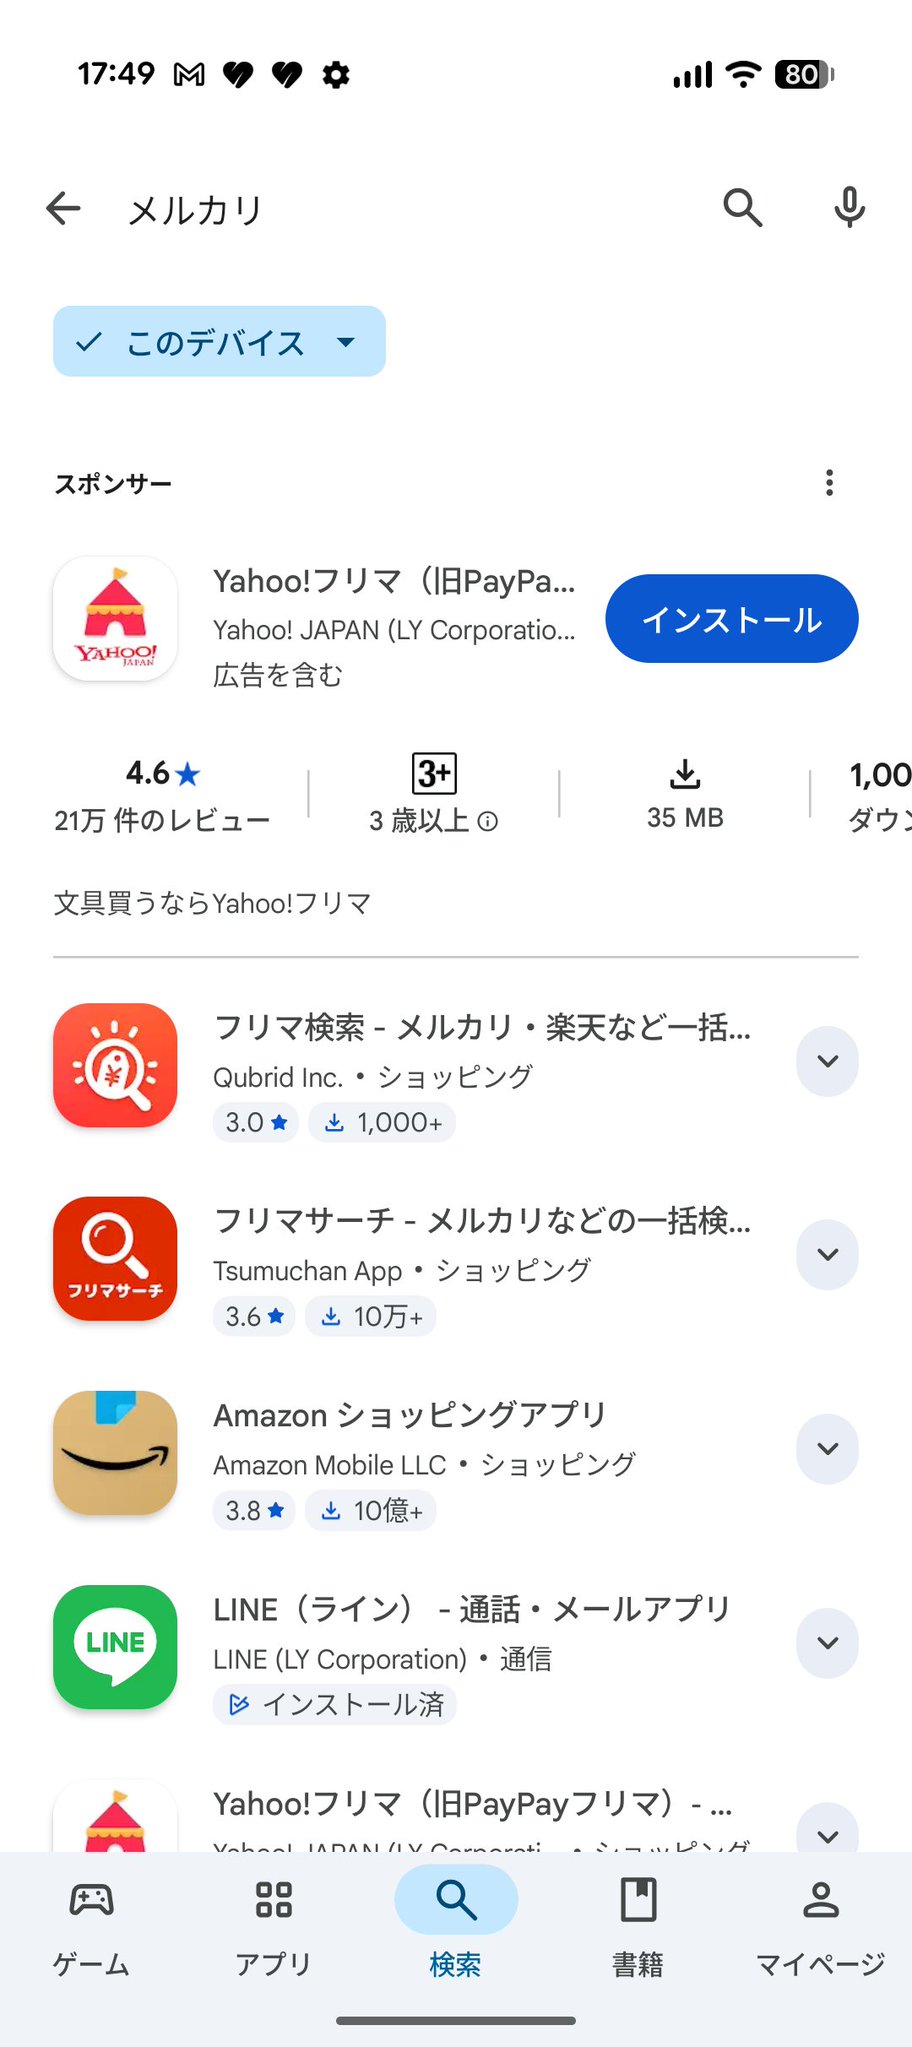 17:49
80
メルカリ
このデバイス
スポンサー
YAHOO!
JAPAN
Yahoo!フリマ（旧PayPa...
Yahoo! JAPAN (LY Corporatio...
広告を含む
インストール
4.6★
21万 件のレビュー
3+
3 歳以上
35 MB
1,00
ダウン
文具買うならYahoo!フリマ
フリマ検索 - メルカリ・楽天など一括...
Qubrid Inc. • ショッピング
3.0★ 1,000+
フリマサーチ
フリマサーチ - メルカリなどの一括検...
Tsumuchan App • ショッピング
3.6★ 10万+
Amazon ショッピングアプリ
Amazon Mobile LLC • ショッピング
3.8★ 10億+
LINE
LINE（ライン） - 通話・メールアプリ
LINE (LY Corporation) • 通信
インストール済
Yahoo!フリマ（旧PayPayフリマ）- ...
Yahoo! JAPAN (LY Corporati... • ショッピング
ゲーム
アプリ
検索
書籍
マイページ